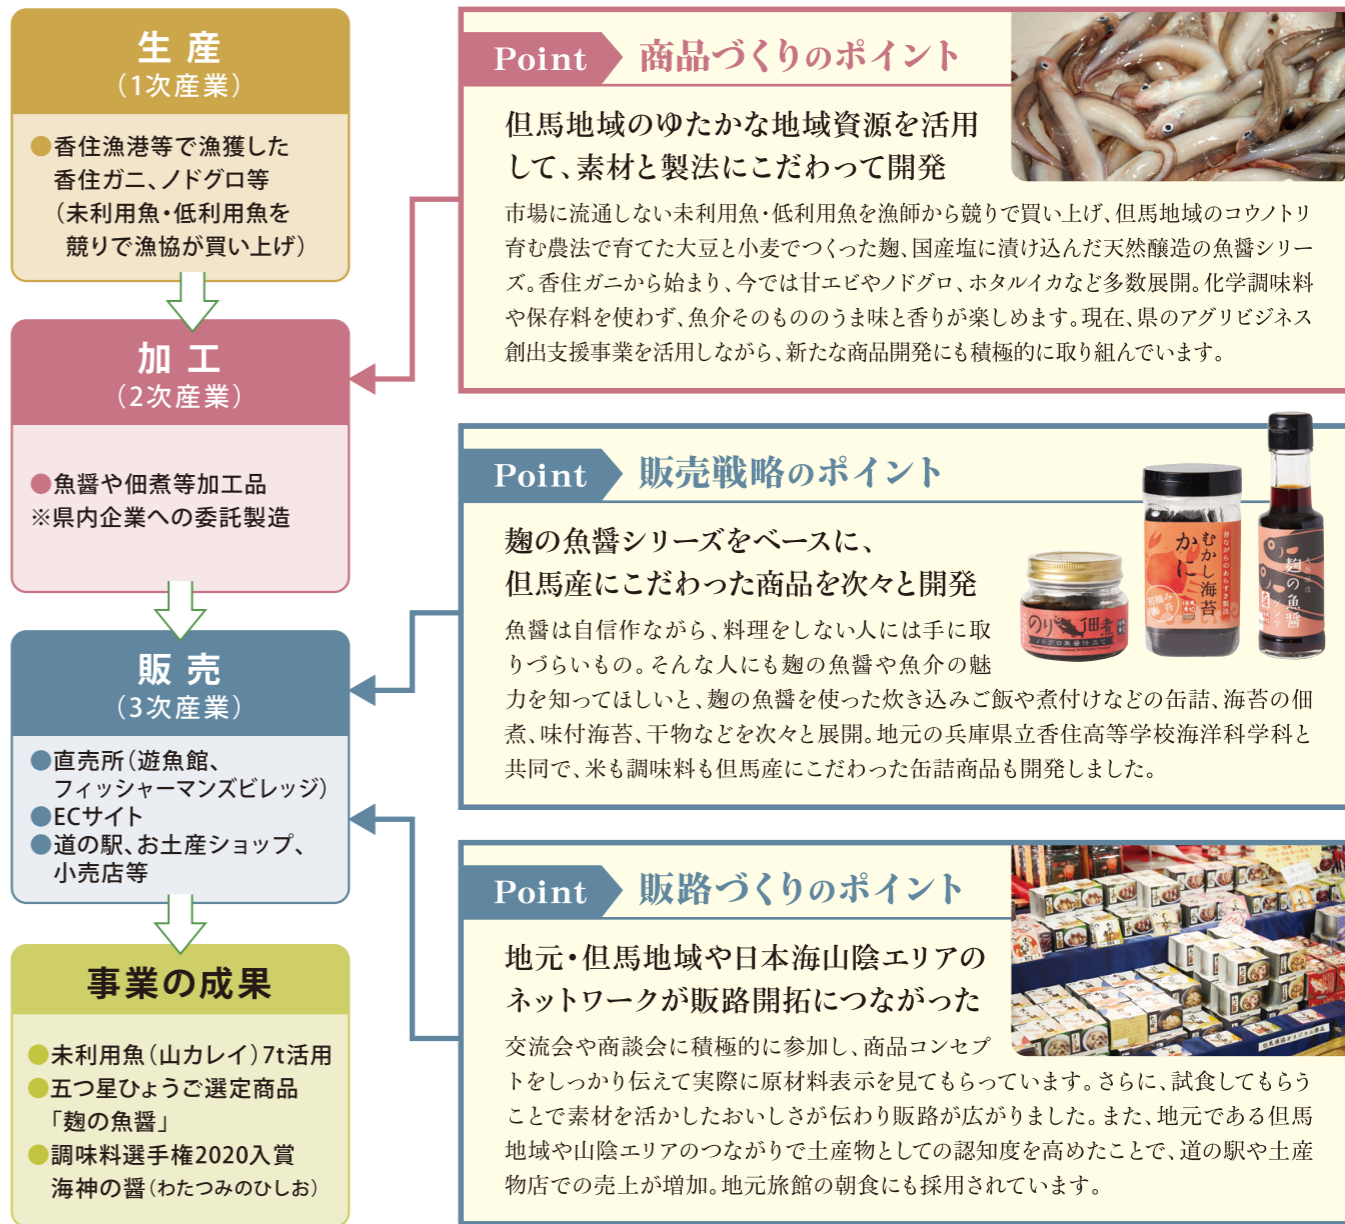 生産
(1次産業)
●香住漁港等で漁獲した
香住ガニ、ノドグロ等
(未利用魚・低利用魚を
競りで漁協が買い上げ)
加工
(2次産業)
●魚醤や佃煮等加工品
※県内企業への委託製造
販売
(3次産業)
●直売所(遊魚館、
フィッシャーマンズビレッジ)
●ECサイト
●道の駅、お土産ショップ、
小売店等
事業の成果
●未利用魚(山カレイ)7t活用
●五つ星ひょうご選定商品
「麹の魚醤」
●調味料選手権2020入賞
海神の醤(わたつみのひしお)
Point 商品づくりのポイント
但馬地域のゆたかな地域資源を活用
して、素材と製法にこだわって開発
市場に流通しない未利用魚・低利用魚を漁師から競りで買い上げ、但馬地域のコウノトリ
育む農法で育てた大豆と小麦でつくった麹、国産塩に漬け込んだ天然醸造の魚醤シリー
ズ。香住ガニから始まり、今では甘エビやノドグロ、ホタルイカなど多数展開。化学調味料
や保存料を使わず、魚介そのもののうま味と香りが楽しめます。現在、県のアグリビジネス
創出支援事業を活用しながら、新たな商品開発にも積極的に取り組んでいます。
Point 販売戦略のポイント
麹の魚醤シリーズをベースに、
但馬産にこだわった商品を次々と開発
魚醤は自信作ながら、料理をしない人には手に取
りづらいもの。そんな人にも麹の魚醤や魚介の魅
力を知ってほしいと、麹の魚醤を使った炊き込みご飯や煮付けなどの缶詰、海苔の佃
煮、味付海苔、干物などを次々と展開。地元の兵庫県立香住高等学校海洋科学科と
共同で、米も調味料も但馬産にこだわった缶詰商品も開発しました。
のり佃煮
ノドグロ魚醤仕立て
むかし海苔
かに
麹の魚醤
Point 販路づくりのポイント
地元・但馬地域や日本海山陰エリアの
ネットワークが販路開拓につながった
交流会や商談会に積極的に参加し、商品コンセプ
トをしっかり伝えて実際に原材料表示を見てもらっています。さらに、試食してもらう
ことで素材を活かしたおいしさが伝わり販路が広がりました。また、地元である但馬
地域や山陰エリアのつながりで土産物としての認知度を高めたことで、道の駅や土産
物店での売上が増加。地元旅館の朝食にも採用されています。